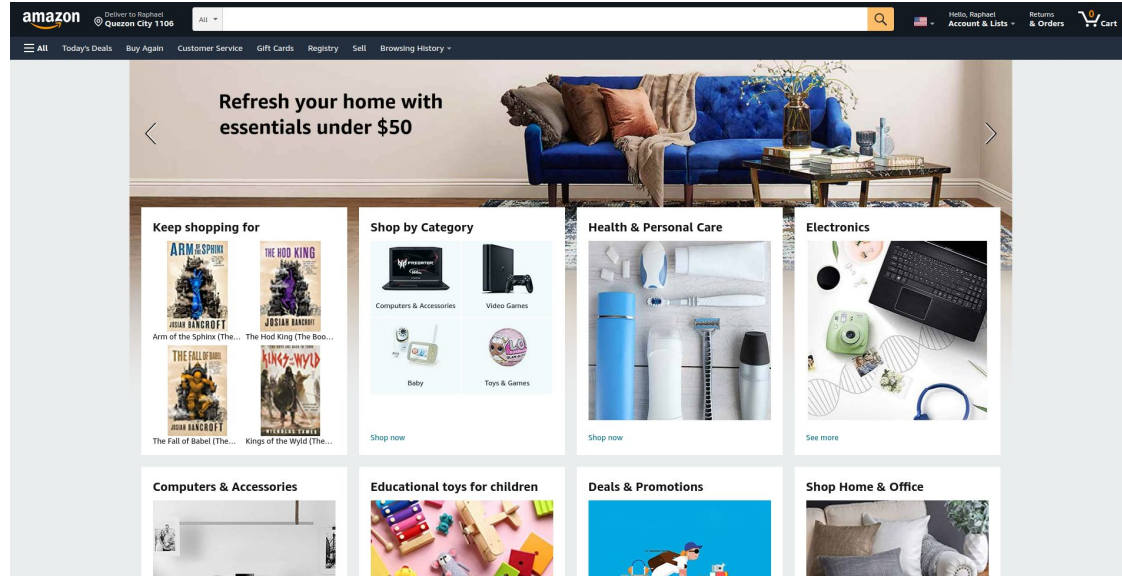 amazon
Deliver to Raphael
Quezon City 1106
All
Hello, Raphael
Account & Lists
Returns
& Orders
0
Cart
All
Today's Deals
Buy Again
Customer Service
Gift Cards
Registry
Sell
Browsing History
Refresh your home with
essentials under $50
Keep shopping for
ARM OF THE SPHINX
JOSIAH BANCROFT
Arm of the Sphinx (The...
THE HOD KING
JOSIAH BANCROFT
The Hod King (The Boo...
THE FALL OF BABEL
JOSIAH BANCROFT
The Fall of Babel (The...
KINGS OF THE WYLD
NICHOLAS EAMES
Kings of the Wyld (The...
Shop by Category
PREDATOR
Computers & Accessories
Video Games
Baby
L.O.L.
Toys & Games
Shop now
Health & Personal Care
Shop now
Electronics
See more
Computers & Accessories
Educational toys for children
Deals & Promotions
Shop Home & Office